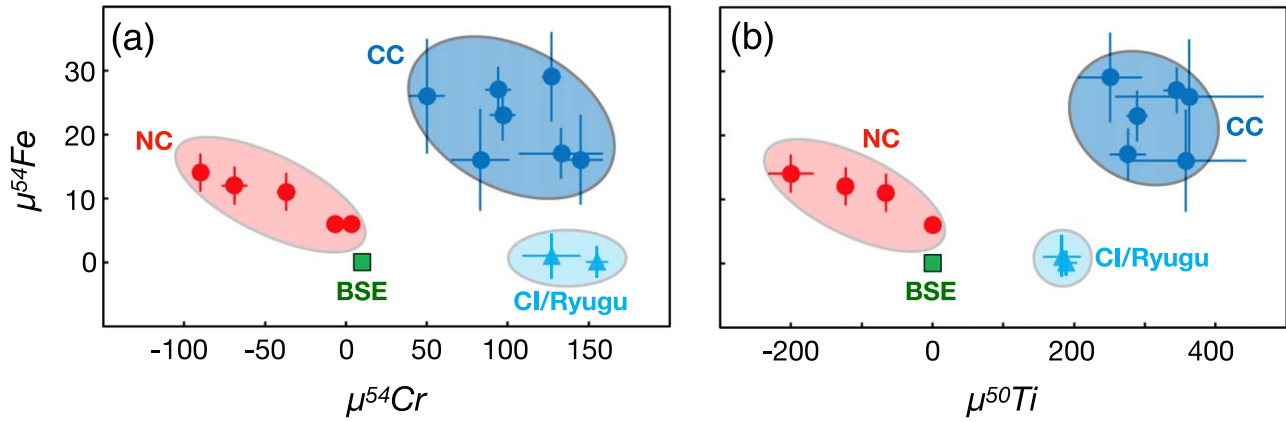 (a)
CC
NC
BSE
CI/Ryugu
μ⁵⁴Fe
30
20
10
0
-100
-50
0
50
100
150
μ⁵⁴Cr
(b)
NC
CC
CI/Ryugu
BSE
-200
0
200
400
μ⁵⁰Ti